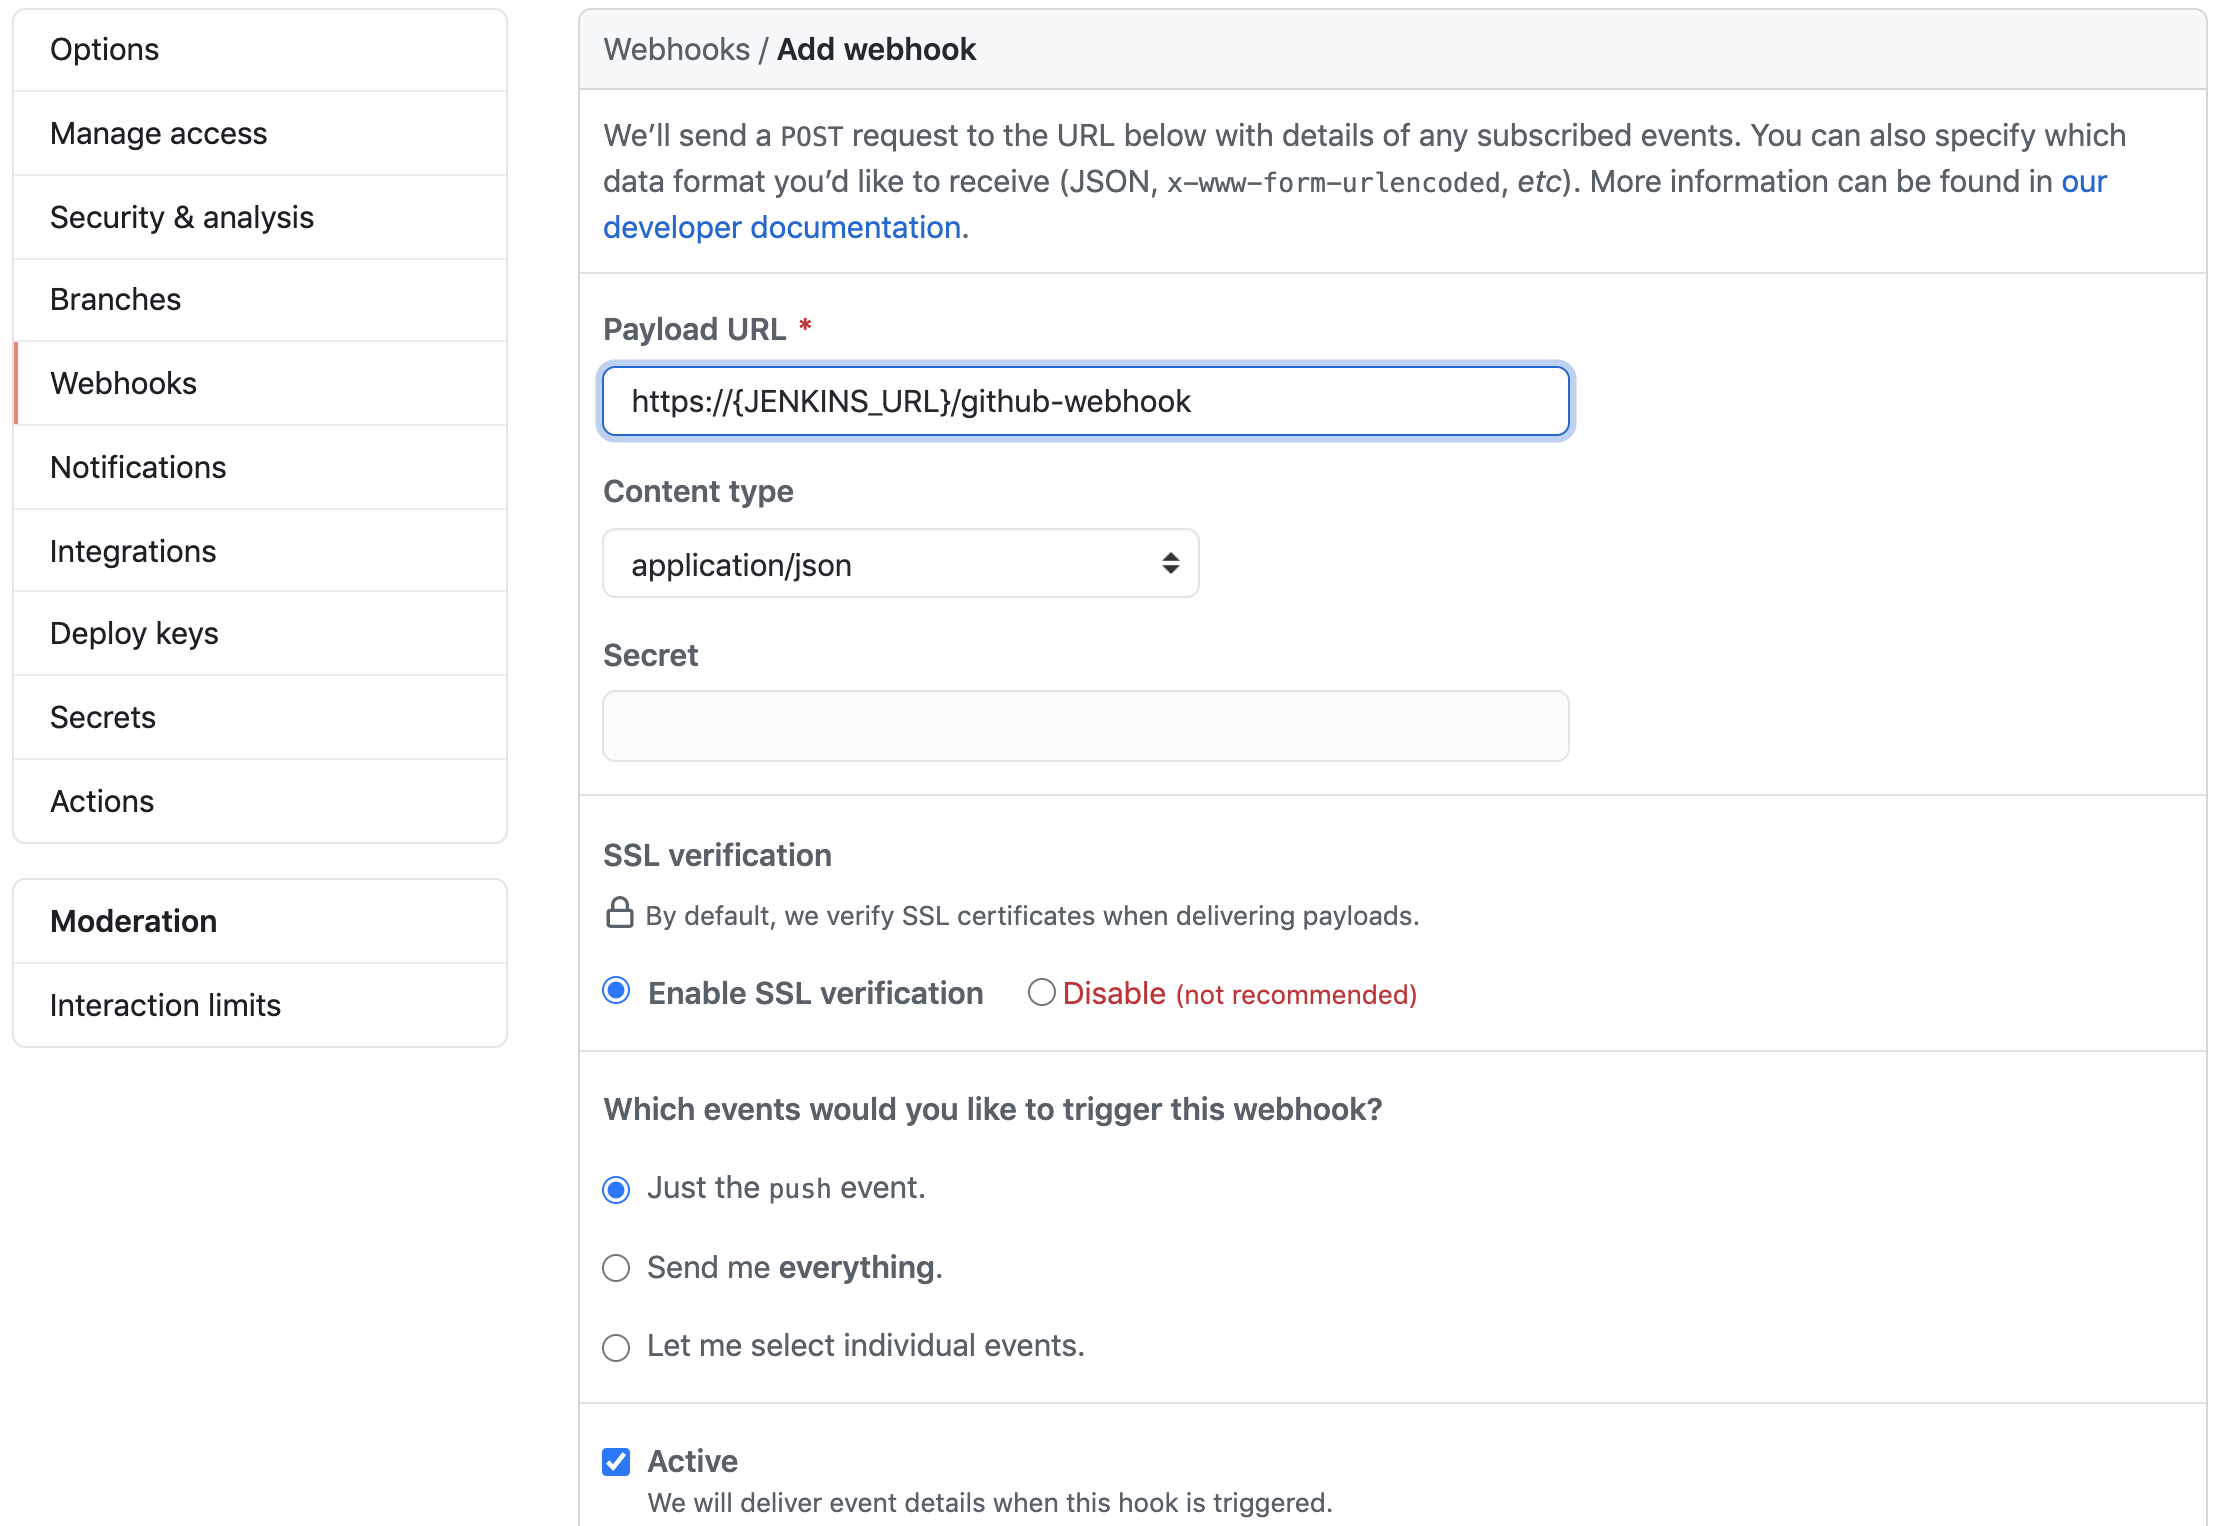 Options
Manage access
Security & analysis
Branches
Webhooks
Notifications
Integrations
Deploy keys
Secrets
Actions
Moderation
Interaction limits
Webhooks / Add webhook
We’ll send a POST request to the URL below with details of any subscribed events. You can also specify which
data format you’d like to receive (JSON, x-www-form-urlencoded, etc). More information can be found in our
developer documentation.
Payload URL *
https://{JENKINS_URL}/github-webhook
Content type
application/json
Secret
SSL verification
By default, we verify SSL certificates when delivering payloads.
Enable SSL verification Disable (not recommended)
Which events would you like to trigger this webhook?
Just the push event.
Send me everything.
Let me select individual events.
Active
We will deliver event details when this hook is triggered.